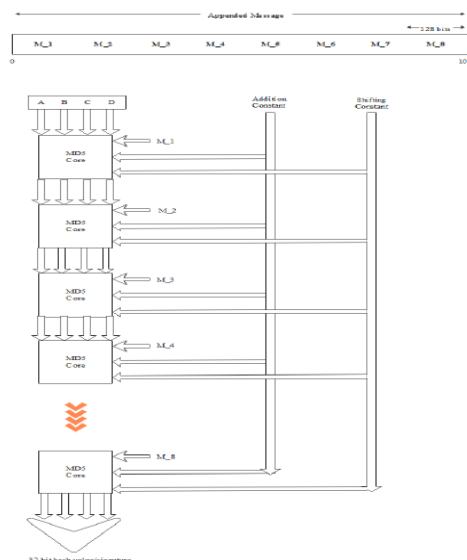 Appended Message
128 bits
M_1 M_2 M_3 M_4 M_5 M_6 M_7 M_8
0
A B C D
Addition
Constant
Shifting
Constant
MD5
Core
M_1
MD5
Core
M_2
MD5
Core
M_3
MD5
Core
M_4
MD5
Core
M_8